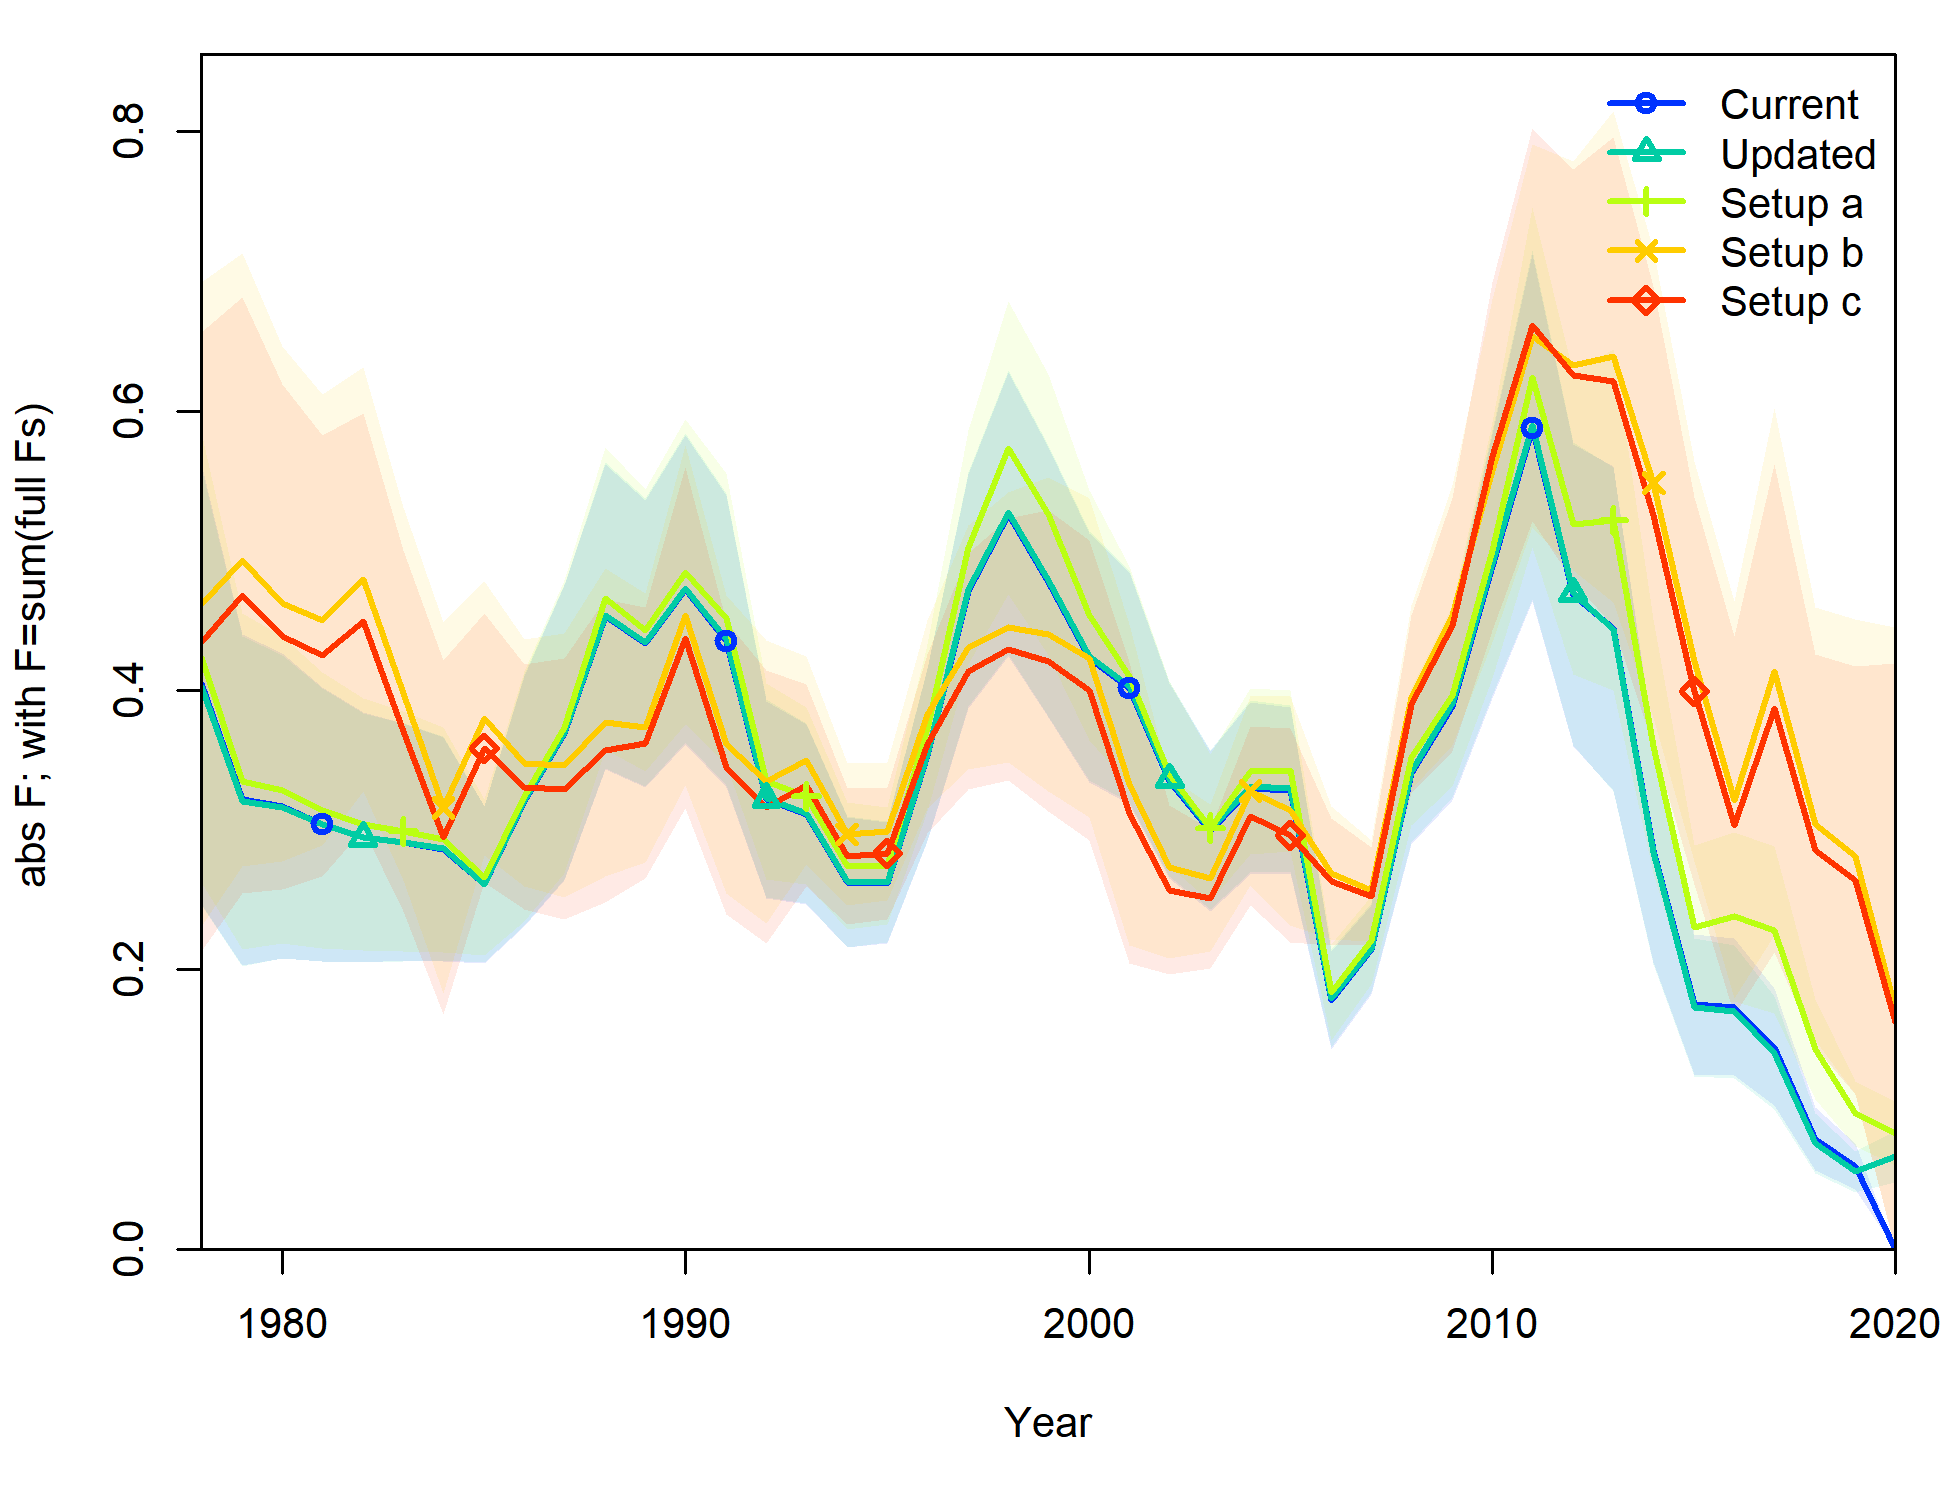 abs F; with F=sum(full Fs)
0.8
0.6
0.4
0.2
0.0
Current
Updated
Setup a
Setup b
Setup c
1980 1990 2000 2010 2020
Year